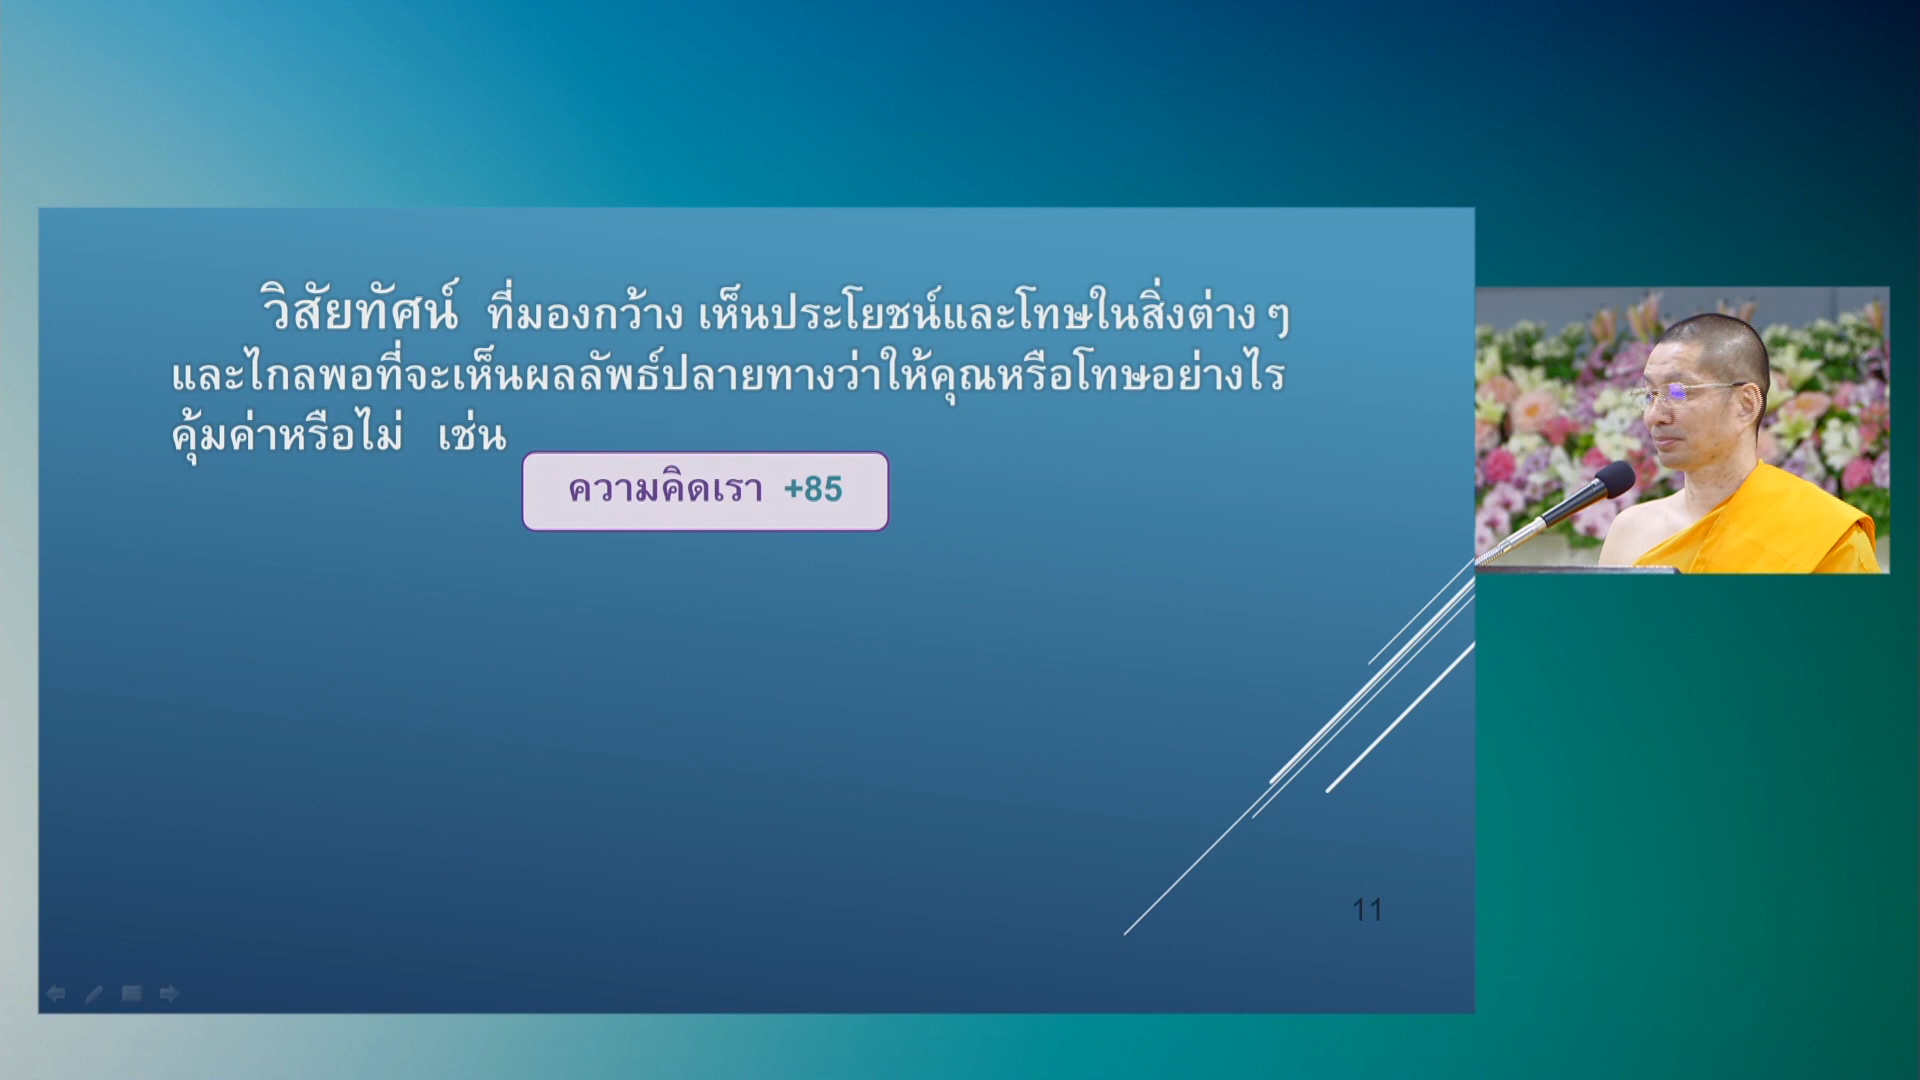 วิสัยทัศน์ ที่มองกว้าง เห็นประโยชน์และโทษในสิ่งต่าง ๆ
และไกลพอที่จะเห็นผลลัพธ์ปลายทางว่าให้คุณหรือโทษอย่างไร
คุ้มค่าหรือไม่ เช่น
ความคิดเรา +85
11